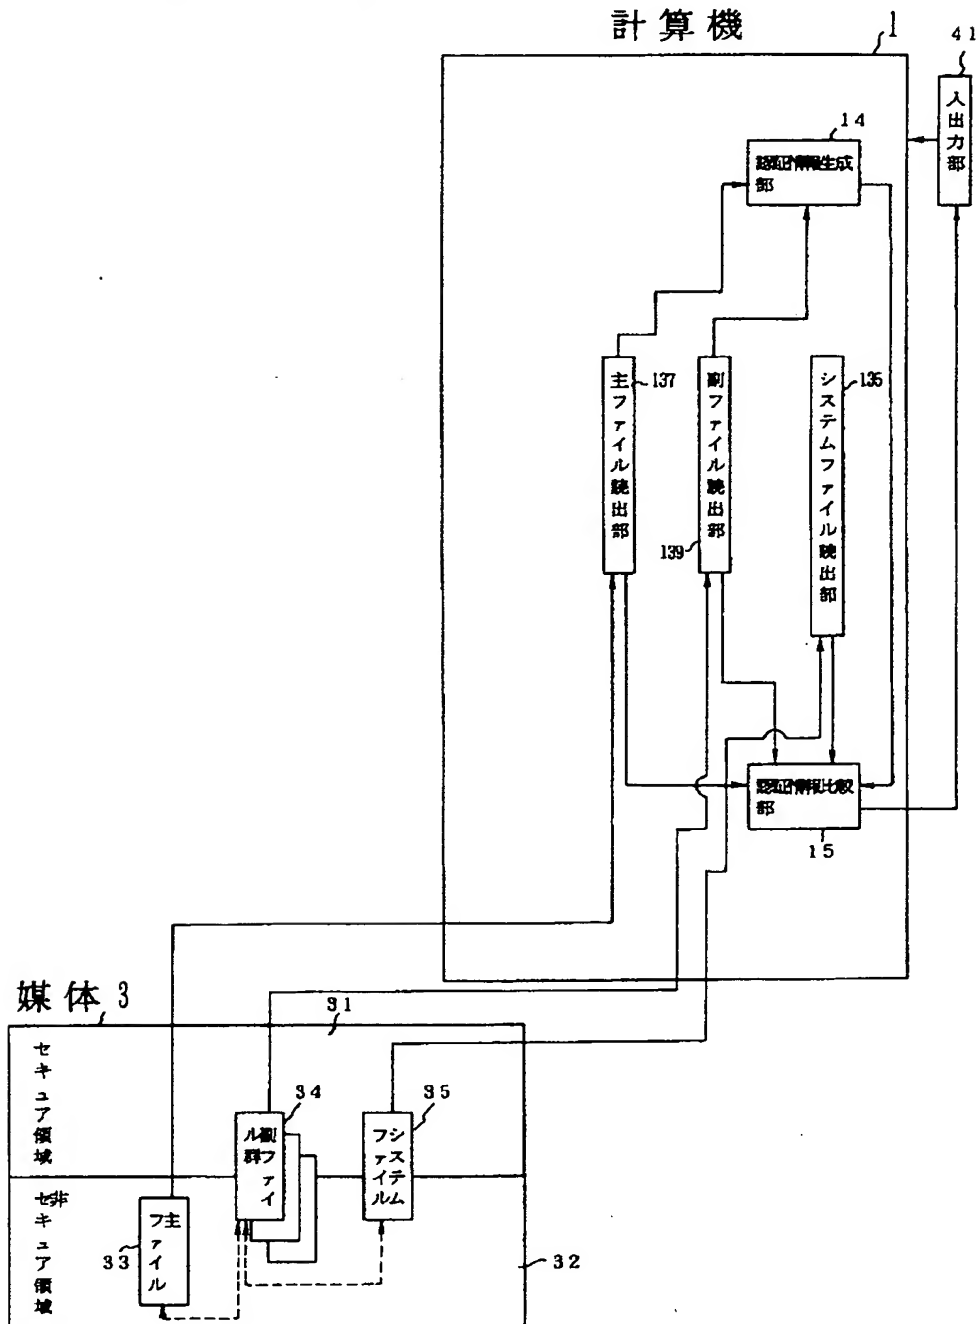 計算機
1
41
入出力部
14
認証情報生成
部
主ファイル読出部
137
副ファイル読出部
139
システムファイル読出部
135
認証情報比較
部
15
媒体3
31
セキュア領域
34
副ファイ
ル群
35
システム
ファイル
非
セキュア領域
主
ファイル
33
32